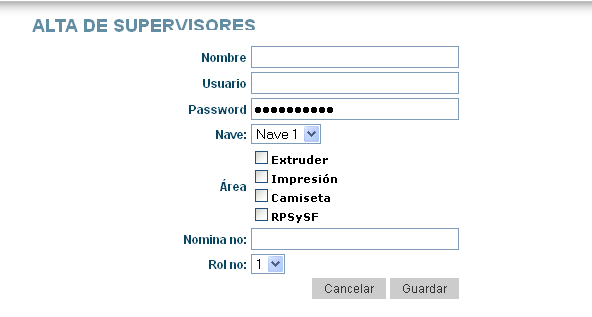 ALTA DE SUPERVISORES
Nombre
Usuario
Password ●●●●●●●●●●
Nave: Nave 1
Área
Extruder
Impresión
Camiseta
RPSySF
Nomina no:
Rol no: 1
Cancelar Guardar